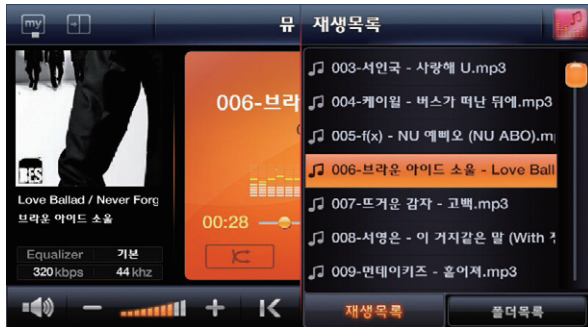 my
뮤
재생목록
BES
Love Ballad / Never Forg
브라운 아이드 소울
Equalizer 기본
320 kbps 44 khz
006-브라
00:28
003-서인국 - 사랑해 U.mp3
004-케이윌 - 버스가 떠난 뒤에.mp3
005-f(x) - NU 예삐오 (NU ABO).m
006-브라운 아이드 소울 - Love Ball
007-뜨거운 감자 - 고백.mp3
008-서영은 - 이 거지같은 말 (With
009-먼데이키즈 - 흩어져.mp3
재생목록
폴더목록